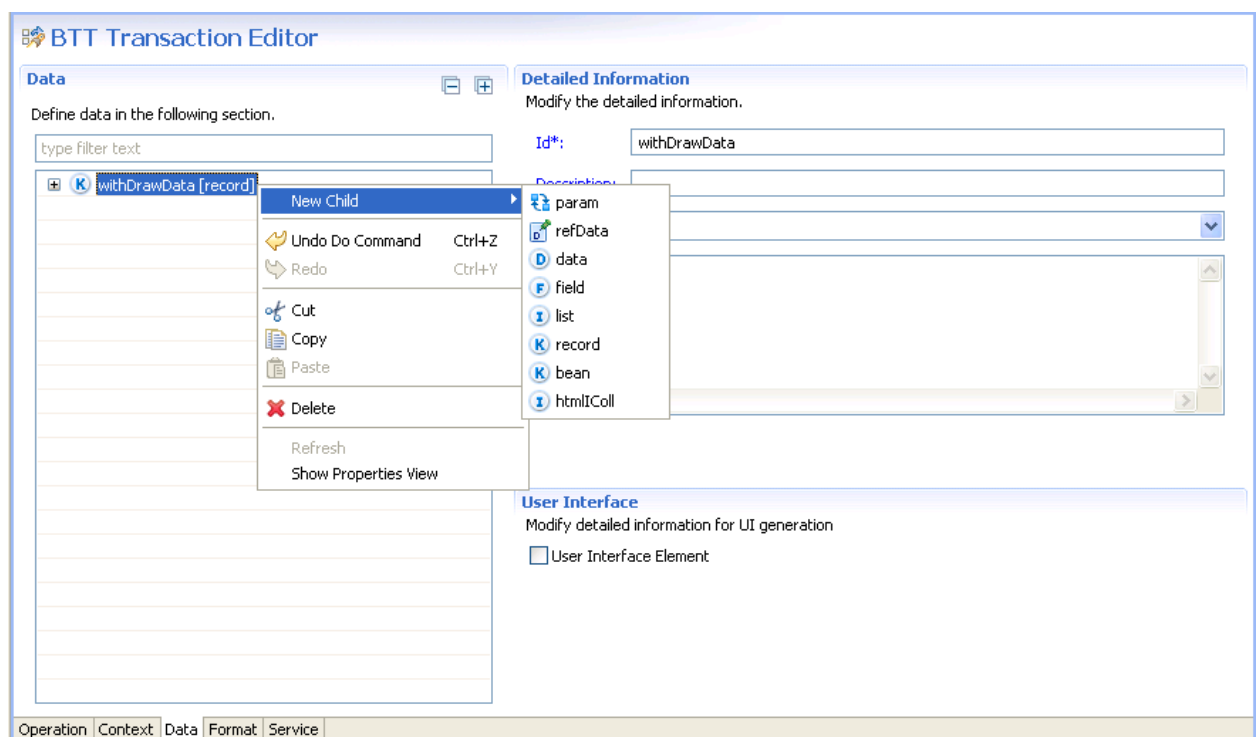 BTT Transaction Editor
Data
Define data in the following section.
type filter text
withDrawData [record]
New Child
Undo Do Command Ctrl+Z
Redo Ctrl+Y
Cut
Copy
Paste
Delete
Refresh
Show Properties View
param
refData
data
field
list
record
bean
htmlIColl
Detailed Information
Modify the detailed information.
Id*: withDrawData
Description:
User Interface
Modify detailed information for UI generation
User Interface Element
Operation Context Data Format Service